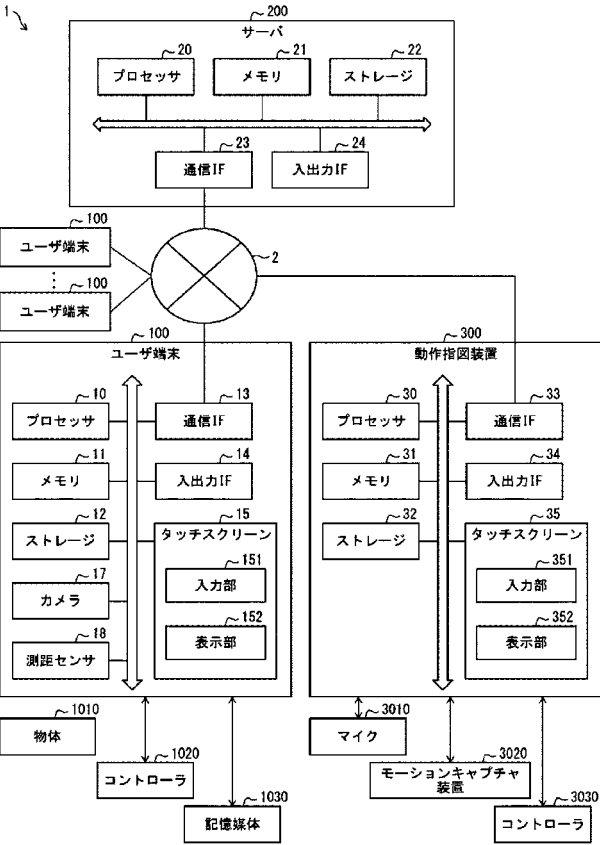 1
200
サーバ
20
21
22
プロセッサ
メモリ
ストレージ
23
24
通信IF
入出力IF
100
ユーザ端末
100
ユーザ端末
2
100
ユーザ端末
10
13
プロセッサ
通信IF
11
14
メモリ
入出力IF
12
15
ストレージ
タッチスクリーン
151
入力部
17
カメラ
152
表示部
18
測距センサ
300
動作指図装置
30
33
プロセッサ
通信IF
31
34
メモリ
入出力IF
32
35
ストレージ
タッチスクリーン
351
入力部
352
表示部
1010
物体
1020
コントローラ
1030
記憶媒体
3010
マイク
3020
モーションキャプチャ
装置
3030
コントローラ